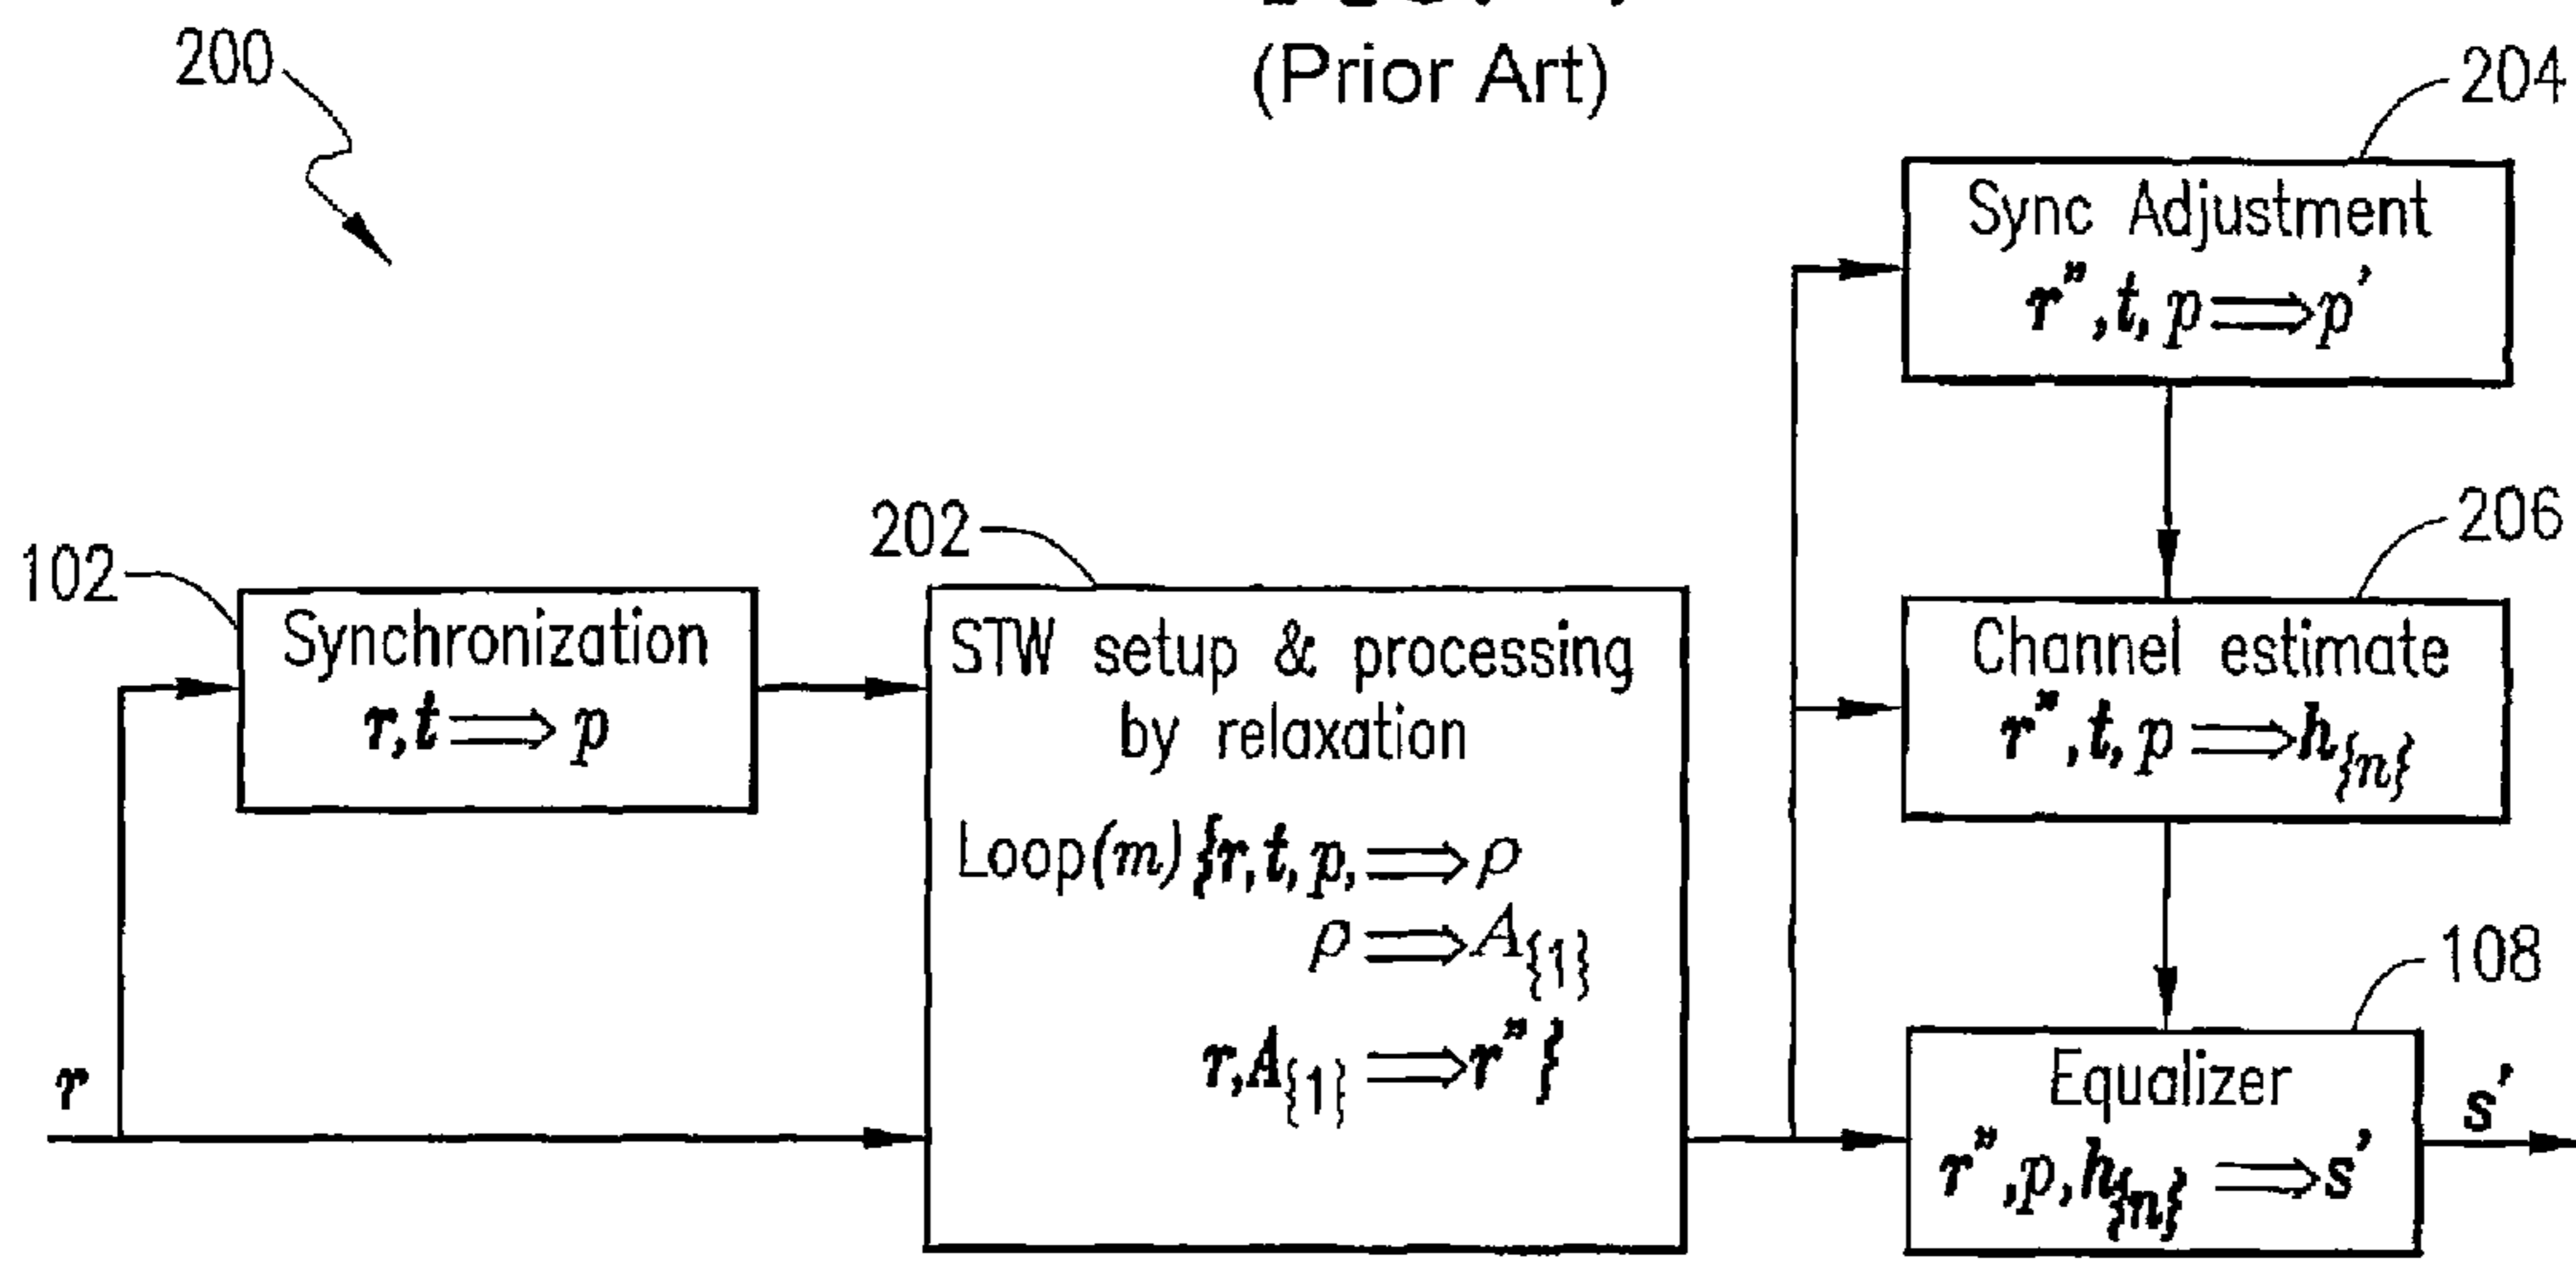 (Prior Art)
200
204
Sync Adjustment
r", t, p ⟹ p'
206
Channel estimate
r", t, p ⟹ h{n}
202
102
Synchronization
r, t ⟹ p
STW setup & processing
by relaxation
Loop(m) {r, t, p, ⟹ ρ
ρ ⟹ A{1}
r, A{1} ⟹ r" }
108
Equalizer
r", p, h{n} ⟹ s'
r
s'